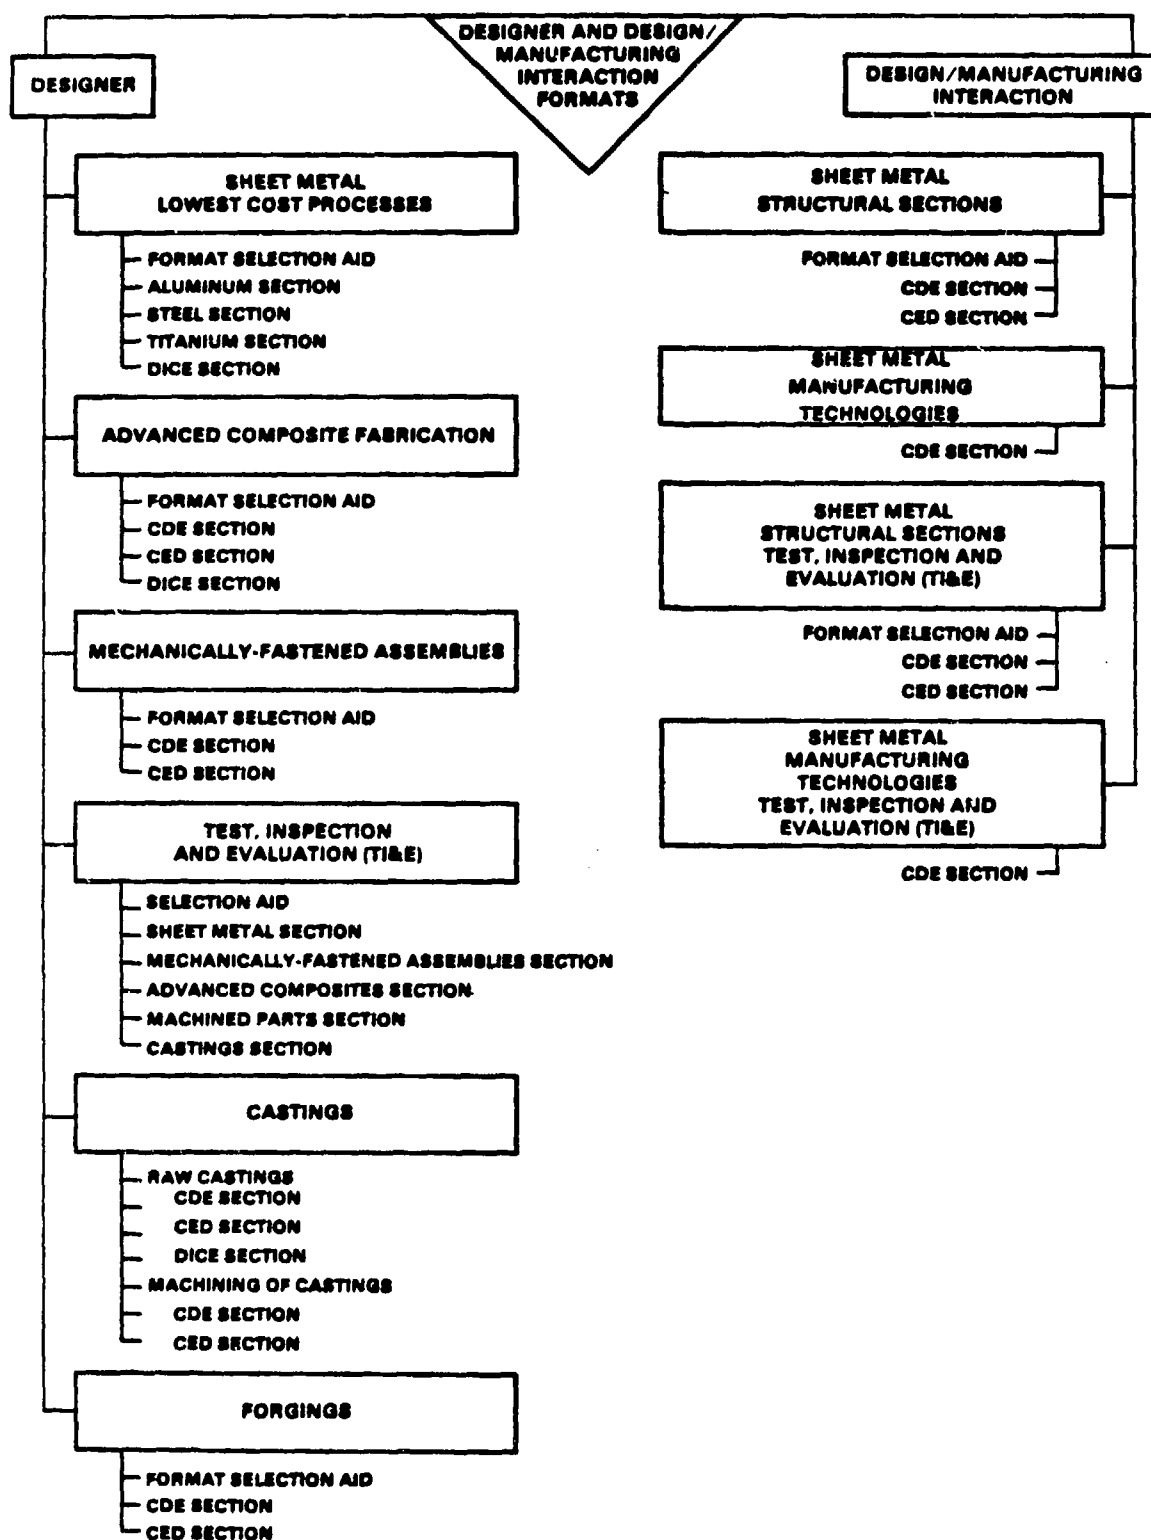 DESIGNER AND DESIGN/
MANUFACTURING
INTERACTION
FORMATS
DESIGNER
SHEET METAL
LOWEST COST PROCESSES
FORMAT SELECTION AID
ALUMINUM SECTION
STEEL SECTION
TITANIUM SECTION
DICE SECTION
ADVANCED COMPOSITE FABRICATION
FORMAT SELECTION AID
CDE SECTION
CED SECTION
DICE SECTION
MECHANICALLY-FASTENED ASSEMBLIES
FORMAT SELECTION AID
CDE SECTION
CED SECTION
TEST, INSPECTION
AND EVALUATION (TI&E)
SELECTION AID
SHEET METAL SECTION
MECHANICALLY-FASTENED ASSEMBLIES SECTION
ADVANCED COMPOSITES SECTION
MACHINED PARTS SECTION
CASTINGS SECTION
CASTINGS
RAW CASTINGS
CDE SECTION
CED SECTION
DICE SECTION
MACHINING OF CASTINGS
CDE SECTION
CED SECTION
FORGINGS
FORMAT SELECTION AID
CDE SECTION
CED SECTION
DESIGN/MANUFACTURING
INTERACTION
SHEET METAL
STRUCTURAL SECTIONS
FORMAT SELECTION AID
CDE SECTION
CED SECTION
SHEET METAL
MANUFACTURING
TECHNOLOGIES
CDE SECTION
SHEET METAL
STRUCTURAL SECTIONS
TEST, INSPECTION AND
EVALUATION (TI&E)
FORMAT SELECTION AID
CDE SECTION
CED SECTION
SHEET METAL
MANUFACTURING
TECHNOLOGIES
TEST, INSPECTION AND
EVALUATION (TI&E)
CDE SECTION